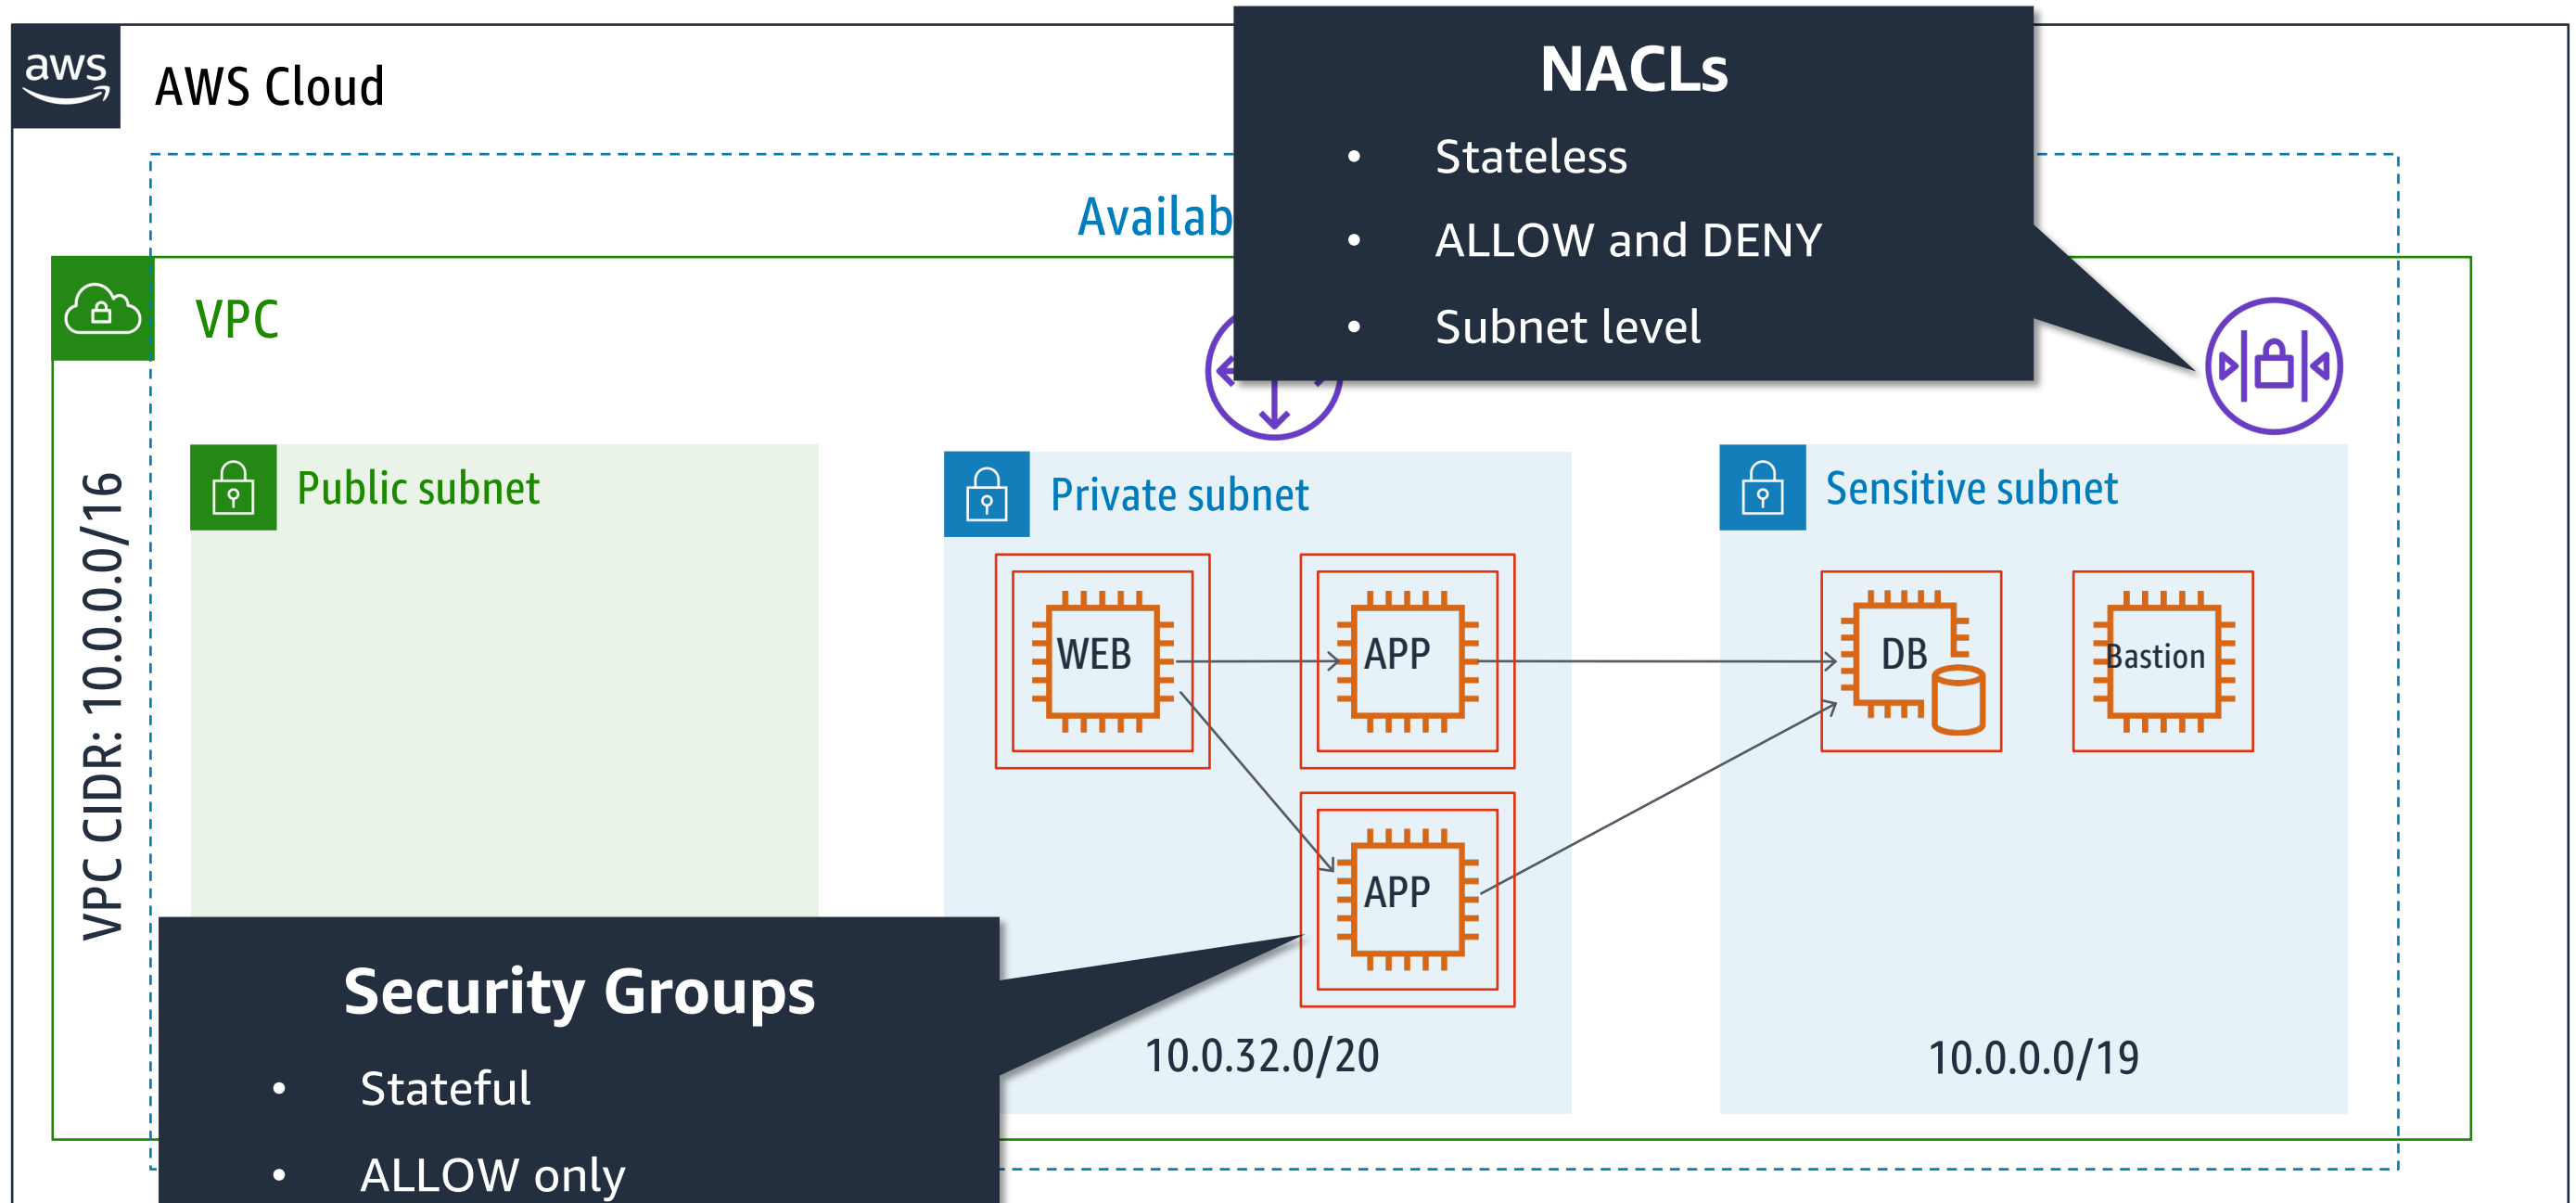 aws
AWS Cloud
NACLs
• Stateless
• ALLOW and DENY
• Subnet level
Availab
VPC
VPC CIDR: 10.0.0.0/16
Public subnet
Private subnet
Sensitive subnet
WEB
APP
DB
Bastion
APP
10.0.32.0/20
10.0.0.0/19
Security Groups
• Stateful
• ALLOW only